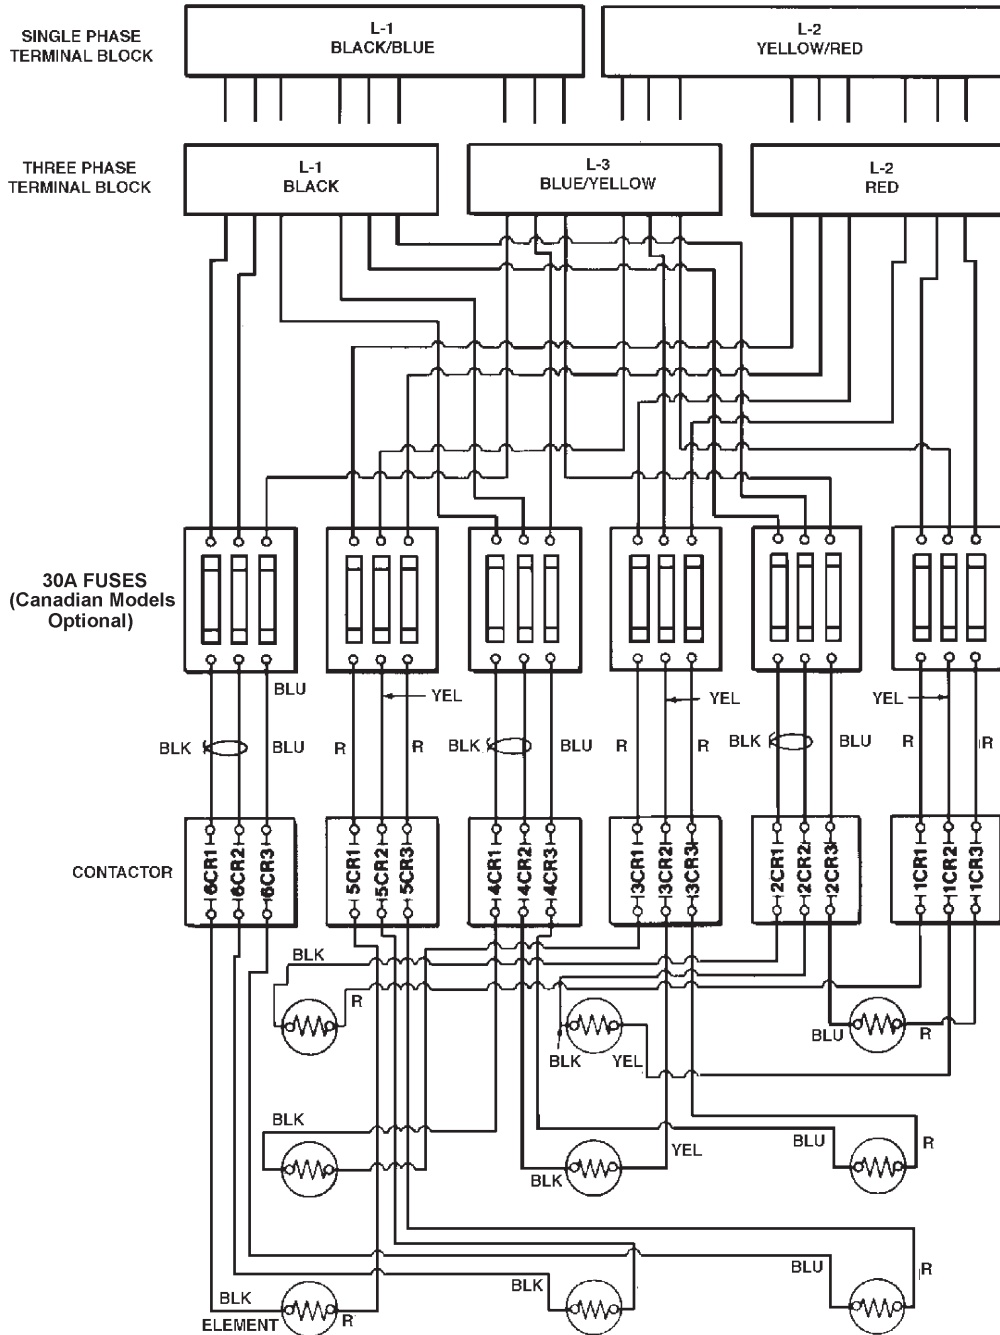 SINGLE PHASE
TERMINAL BLOCK
L-1
BLACK/BLUE
L-2
YELLOW/RED
THREE PHASE
TERMINAL BLOCK
L-1
BLACK
L-3
BLUE/YELLOW
L-2
RED
30A FUSES
(Canadian Models
Optional)
BLU
YEL
YEL
YEL
BLK
BLU
R
R
BLK
BLU
R
R
BLK
BLU
R
R
CONTACTOR
6CR1
6CR2
6CR3
5CR1
5CR2
5CR3
4CR1
4CR2
4CR3
3CR1
3CR2
3CR3
2CR1
2CR2
2CR3
1CR1
1CR2
1CR3
BLK
R
BLK
YEL
BLU
R
BLK
BLK
YEL
BLU
R
BLK
ELEMENT
R
BLK
BLU
R